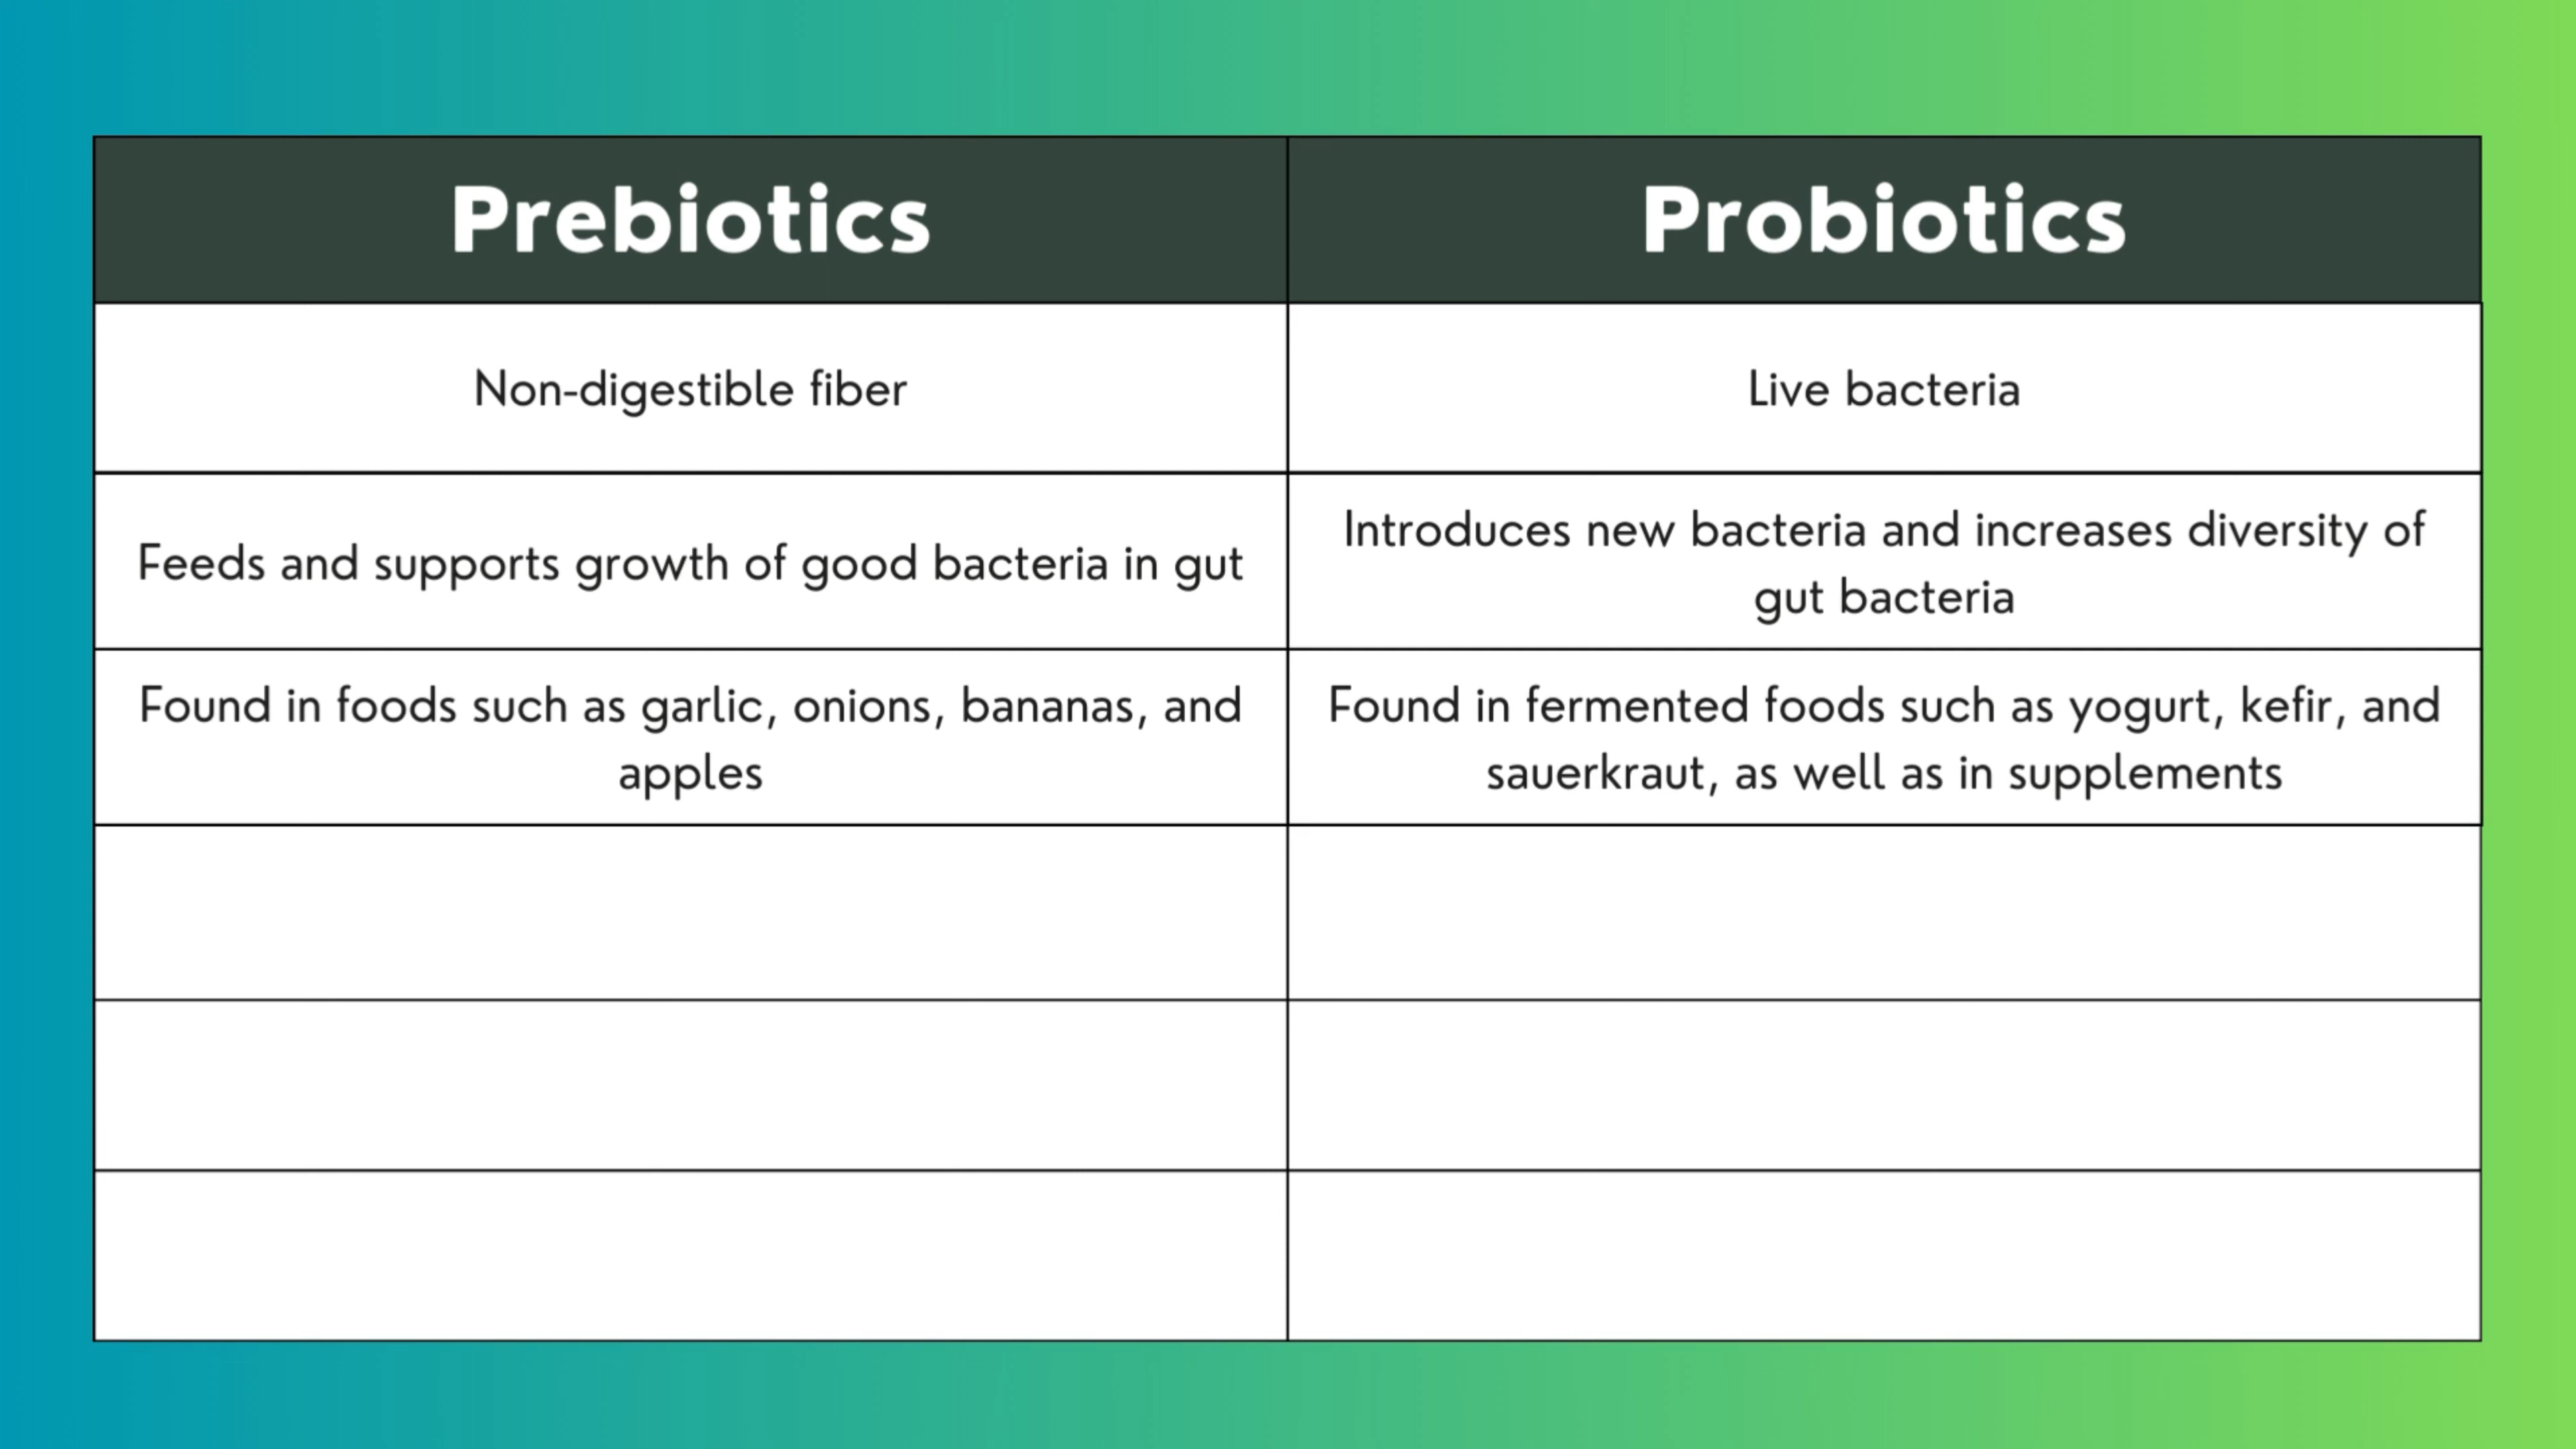 Prebiotics
Probiotics
Non-digestible fiber
Live bacteria
Feeds and supports growth of good bacteria in gut
Introduces new bacteria and increases diversity of
gut bacteria
Found in foods such as garlic, onions, bananas, and
apples
Found in fermented foods such as yogurt, kefir, and
sauerkraut, as well as in supplements